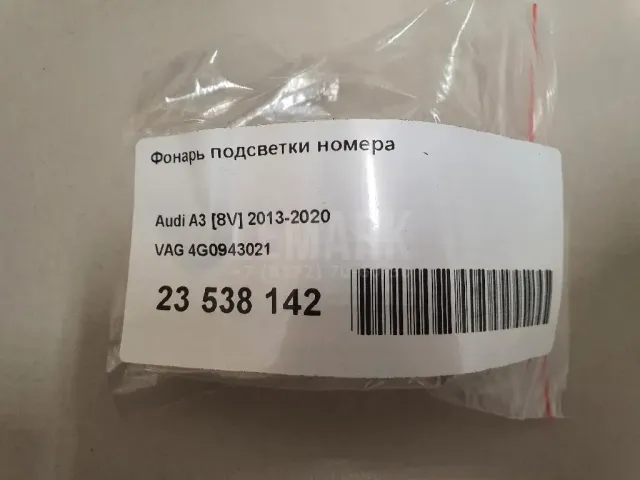 Фонарь подсветки номера
Audi A3 [8V] 2013-2020
VAG 4G0943021
23 538 142